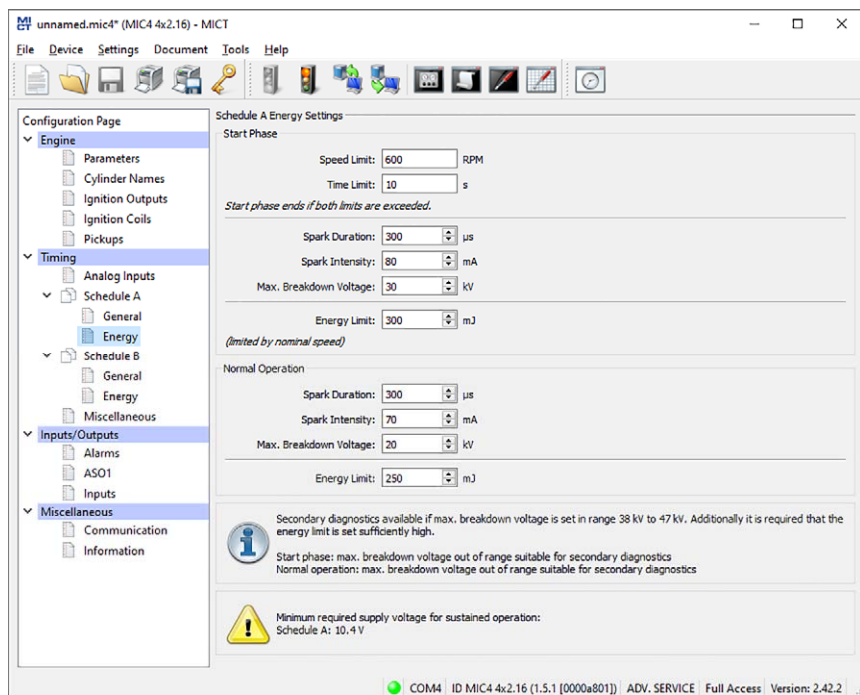 MICT unnamed.mic4* (MIC4 4x2.16) - MICT
File Device Settings Document Tools Help
Configuration Page
Engine
Parameters
Cylinder Names
Ignition Outputs
Ignition Coils
Pickups
Timing
Analog Inputs
Schedule A
General
Energy
Schedule B
General
Energy
Miscellaneous
Inputs/Outputs
Alarms
ASO1
Inputs
Miscellaneous
Communication
Information
Schedule A Energy Settings
Start Phase
Speed Limit: 600 RPM
Time Limit: 10 s
Start phase ends if both limits are exceeded.
Spark Duration: 300 µs
Spark Intensity: 80 mA
Max. Breakdown Voltage: 30 kV
Energy Limit: 300 mJ
(limited by nominal speed)
Normal Operation
Spark Duration: 300 µs
Spark Intensity: 70 mA
Max. Breakdown Voltage: 20 kV
Energy Limit: 250 mJ
Secondary diagnostics available if max. breakdown voltage is set in range 38 kV to 47 kV. Additionally it is required that the
energy limit is set sufficiently high.
Start phase: max. breakdown voltage out of range suitable for secondary diagnostics
Normal operation: max. breakdown voltage out of range suitable for secondary diagnostics
Minimum required supply voltage for sustained operation:
Schedule A: 10.4 V
COM4 ID MIC4 4x2.16 (1.5.1 [0000a801]) ADV. SERVICE Full Access Version: 2.42.2